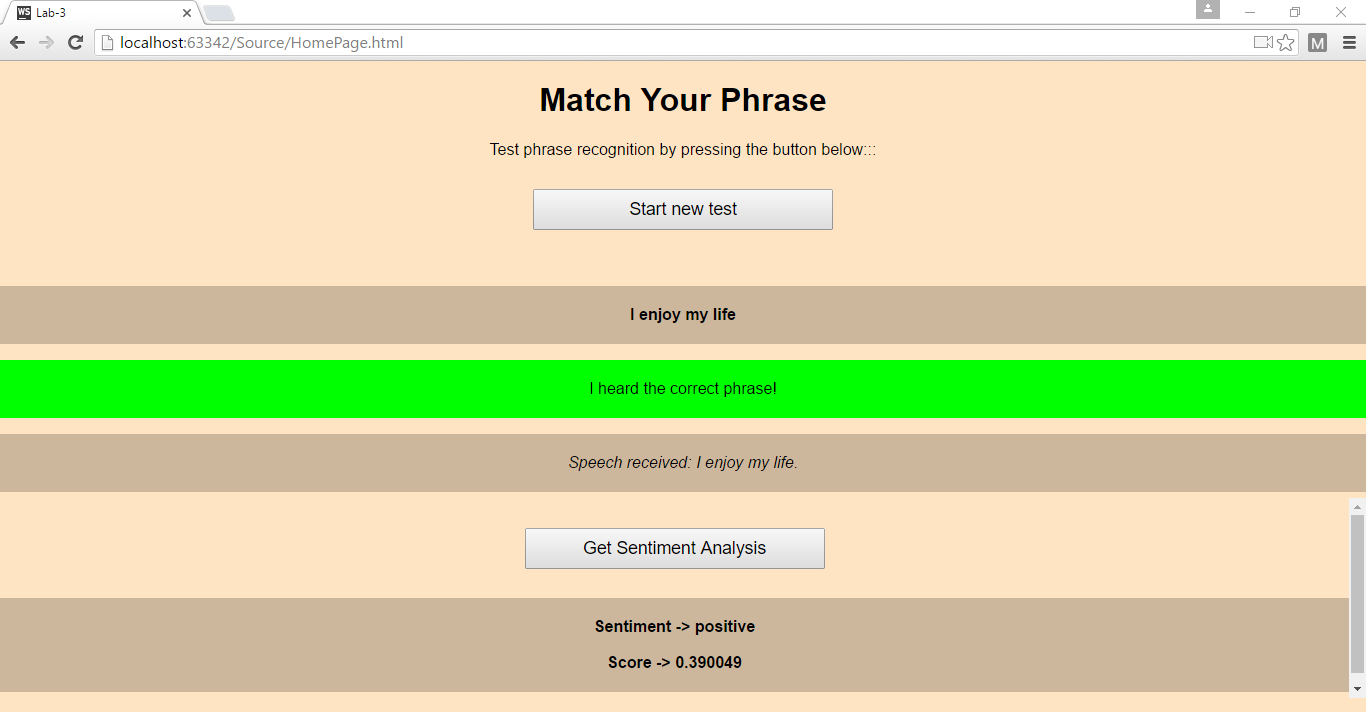 WS Lab-3
localhost:63342/Source/HomePage.html
M
Match Your Phrase
Test phrase recognition by pressing the button below:::
Start new test
I enjoy my life
I heard the correct phrase!
Speech received: I enjoy my life.
Get Sentiment Analysis
Sentiment -> positive
Score -> 0.390049